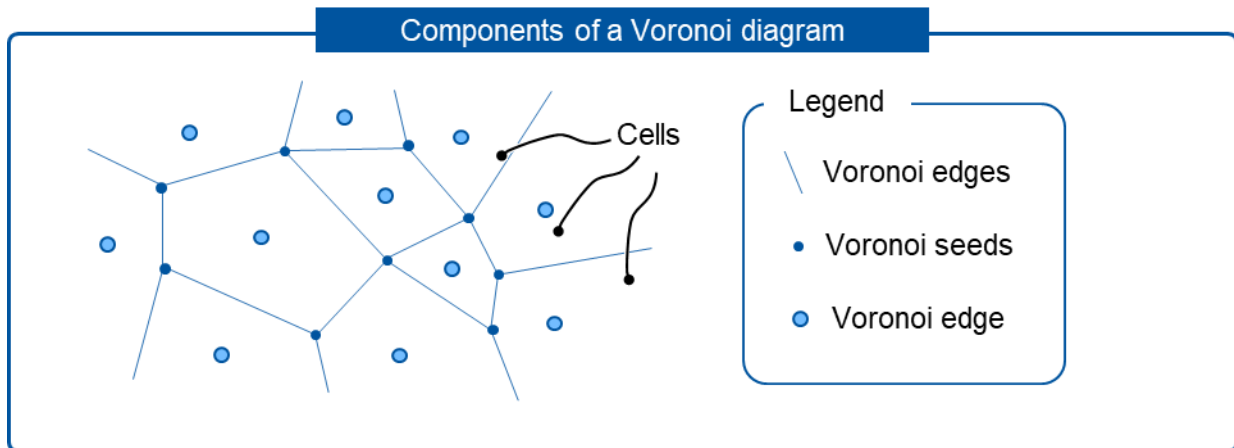 Components of a Voronoi diagram
Cells
Legend
Voronoi edges
Voronoi seeds
Voronoi edge